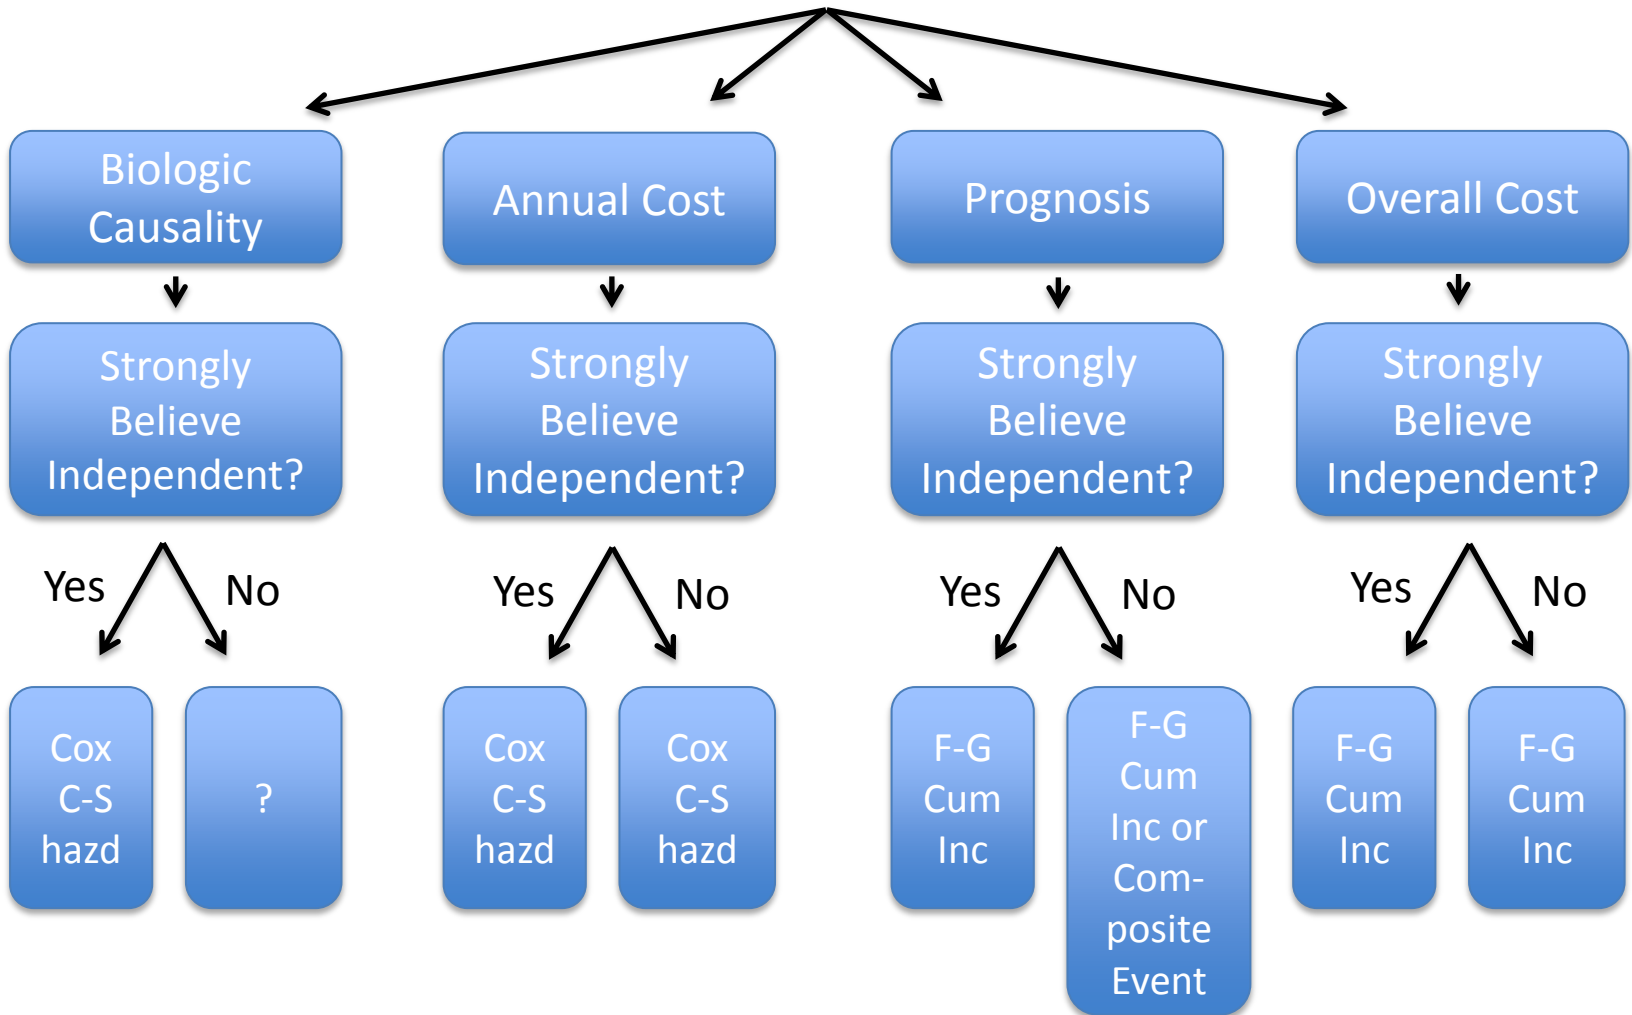 Biologic
Causality
Annual Cost
Prognosis
Overall Cost
Strongly
Believe
Independent?
Strongly
Believe
Independent?
Strongly
Believe
Independent?
Strongly
Believe
Independent?
Yes
No
Yes
No
Yes
No
Yes
No
Cox
C-S
hazd
?
Cox
C-S
hazd
Cox
C-S
hazd
F-G
Cum
Inc
F-G
Cum
Inc or
Com-
posite
Event
F-G
Cum
Inc
F-G
Cum
Inc